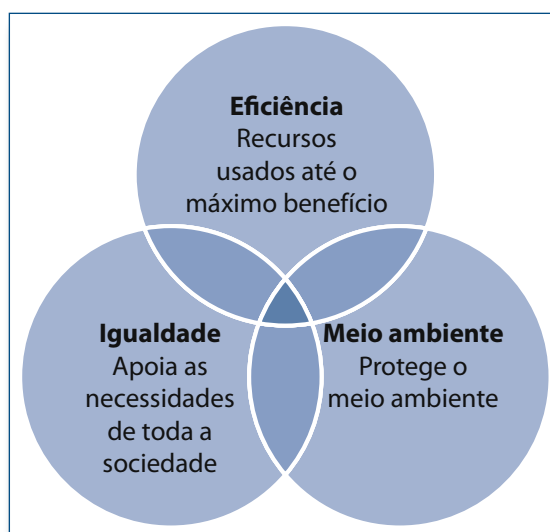 Eficiência
Recursos
usados até o
máximo benefício
Igualdade
Apoia as
necessidades
de toda a
sociedade
Meio ambiente
Protege o
meio ambiente